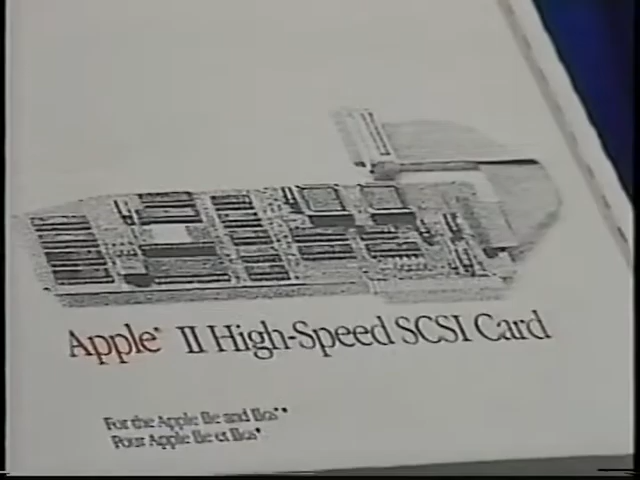 Apple® II High-Speed SCSI Card
For the Apple IIe and IIGS®*
Pour Apple IIe et IIGS*